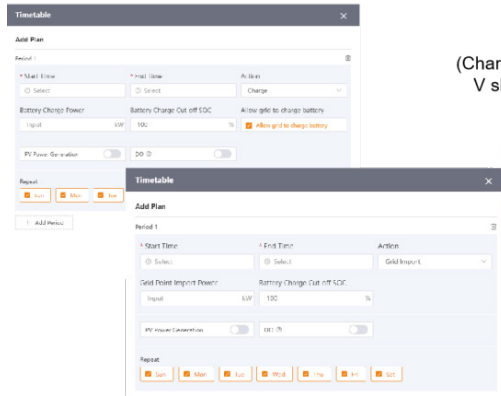 Timetable
Add Plan
Period 1
* Start Time * End Time Action
Select Select Charge
Battery Charge Power Battery Charge Cut off SOC Allow grid to charge battery
Input kW 100 % Allow grid to charge battery
PV Power Generation DO
Repeat
Sun Mon Tue
+ Add Period
(Char
V sl
Timetable
Add Plan
Period 1
* Start Time * End Time Action
Select Select Grid Import
Grid Point Import Power Battery Charge Cut off SOC
Input kW 100 %
PV Power Generation DO
Repeat
Sun Mon Tue Wed Thu Fri Sat